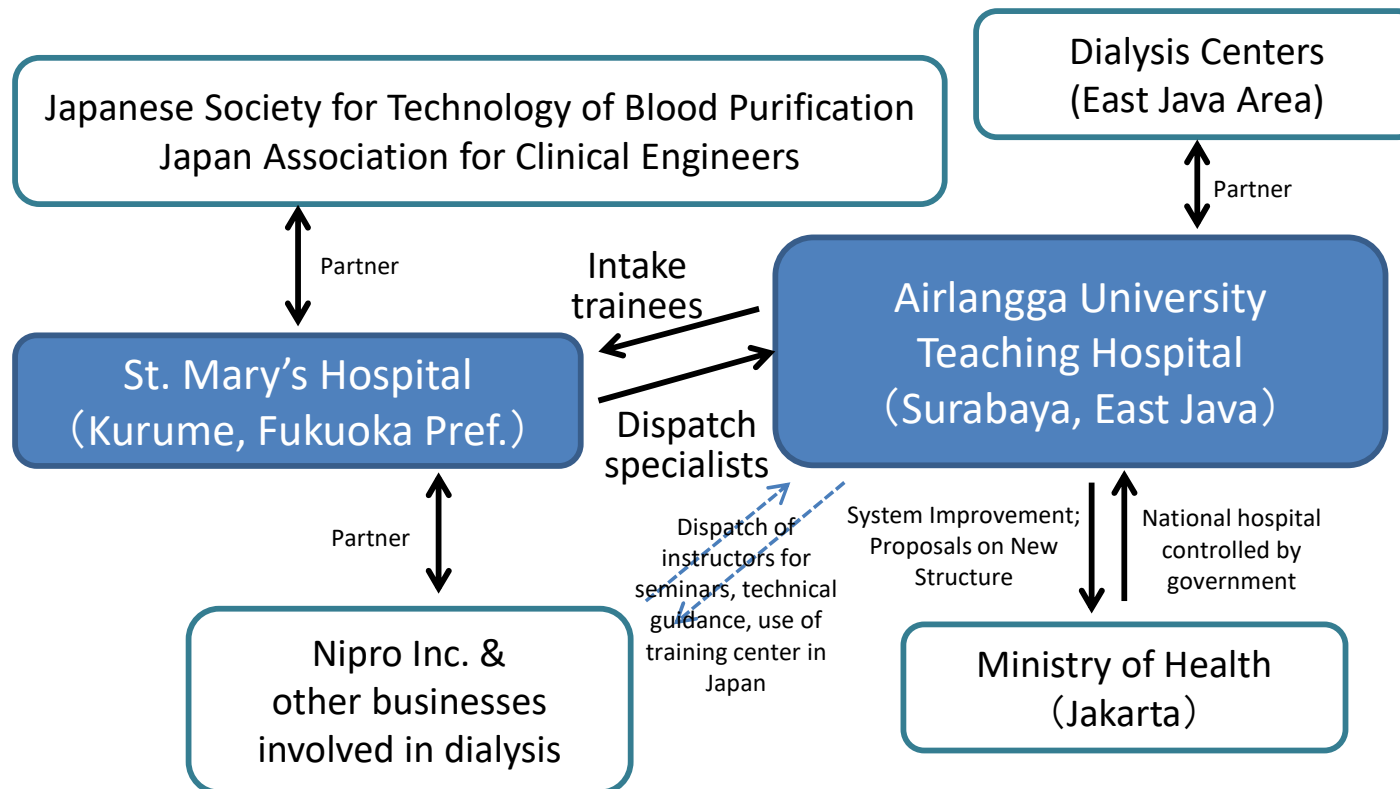 Dialysis Centers
(East Java Area)
Japanese Society for Technology of Blood Purification
Japan Association for Clinical Engineers
Partner
Partner
Intake
trainees
Airlangga University
Teaching Hospital
（Surabaya, East Java）
St. Mary’s Hospital
（Kurume, Fukuoka Pref.）
Dispatch
specialists
Partner
Dispatch of
instructors for
seminars, technical
guidance, use of
training center in
Japan
System Improvement;
Proposals on New
Structure
National hospital
controlled by
government
Nipro Inc. &
other businesses
involved in dialysis
Ministry of Health
（Jakarta）